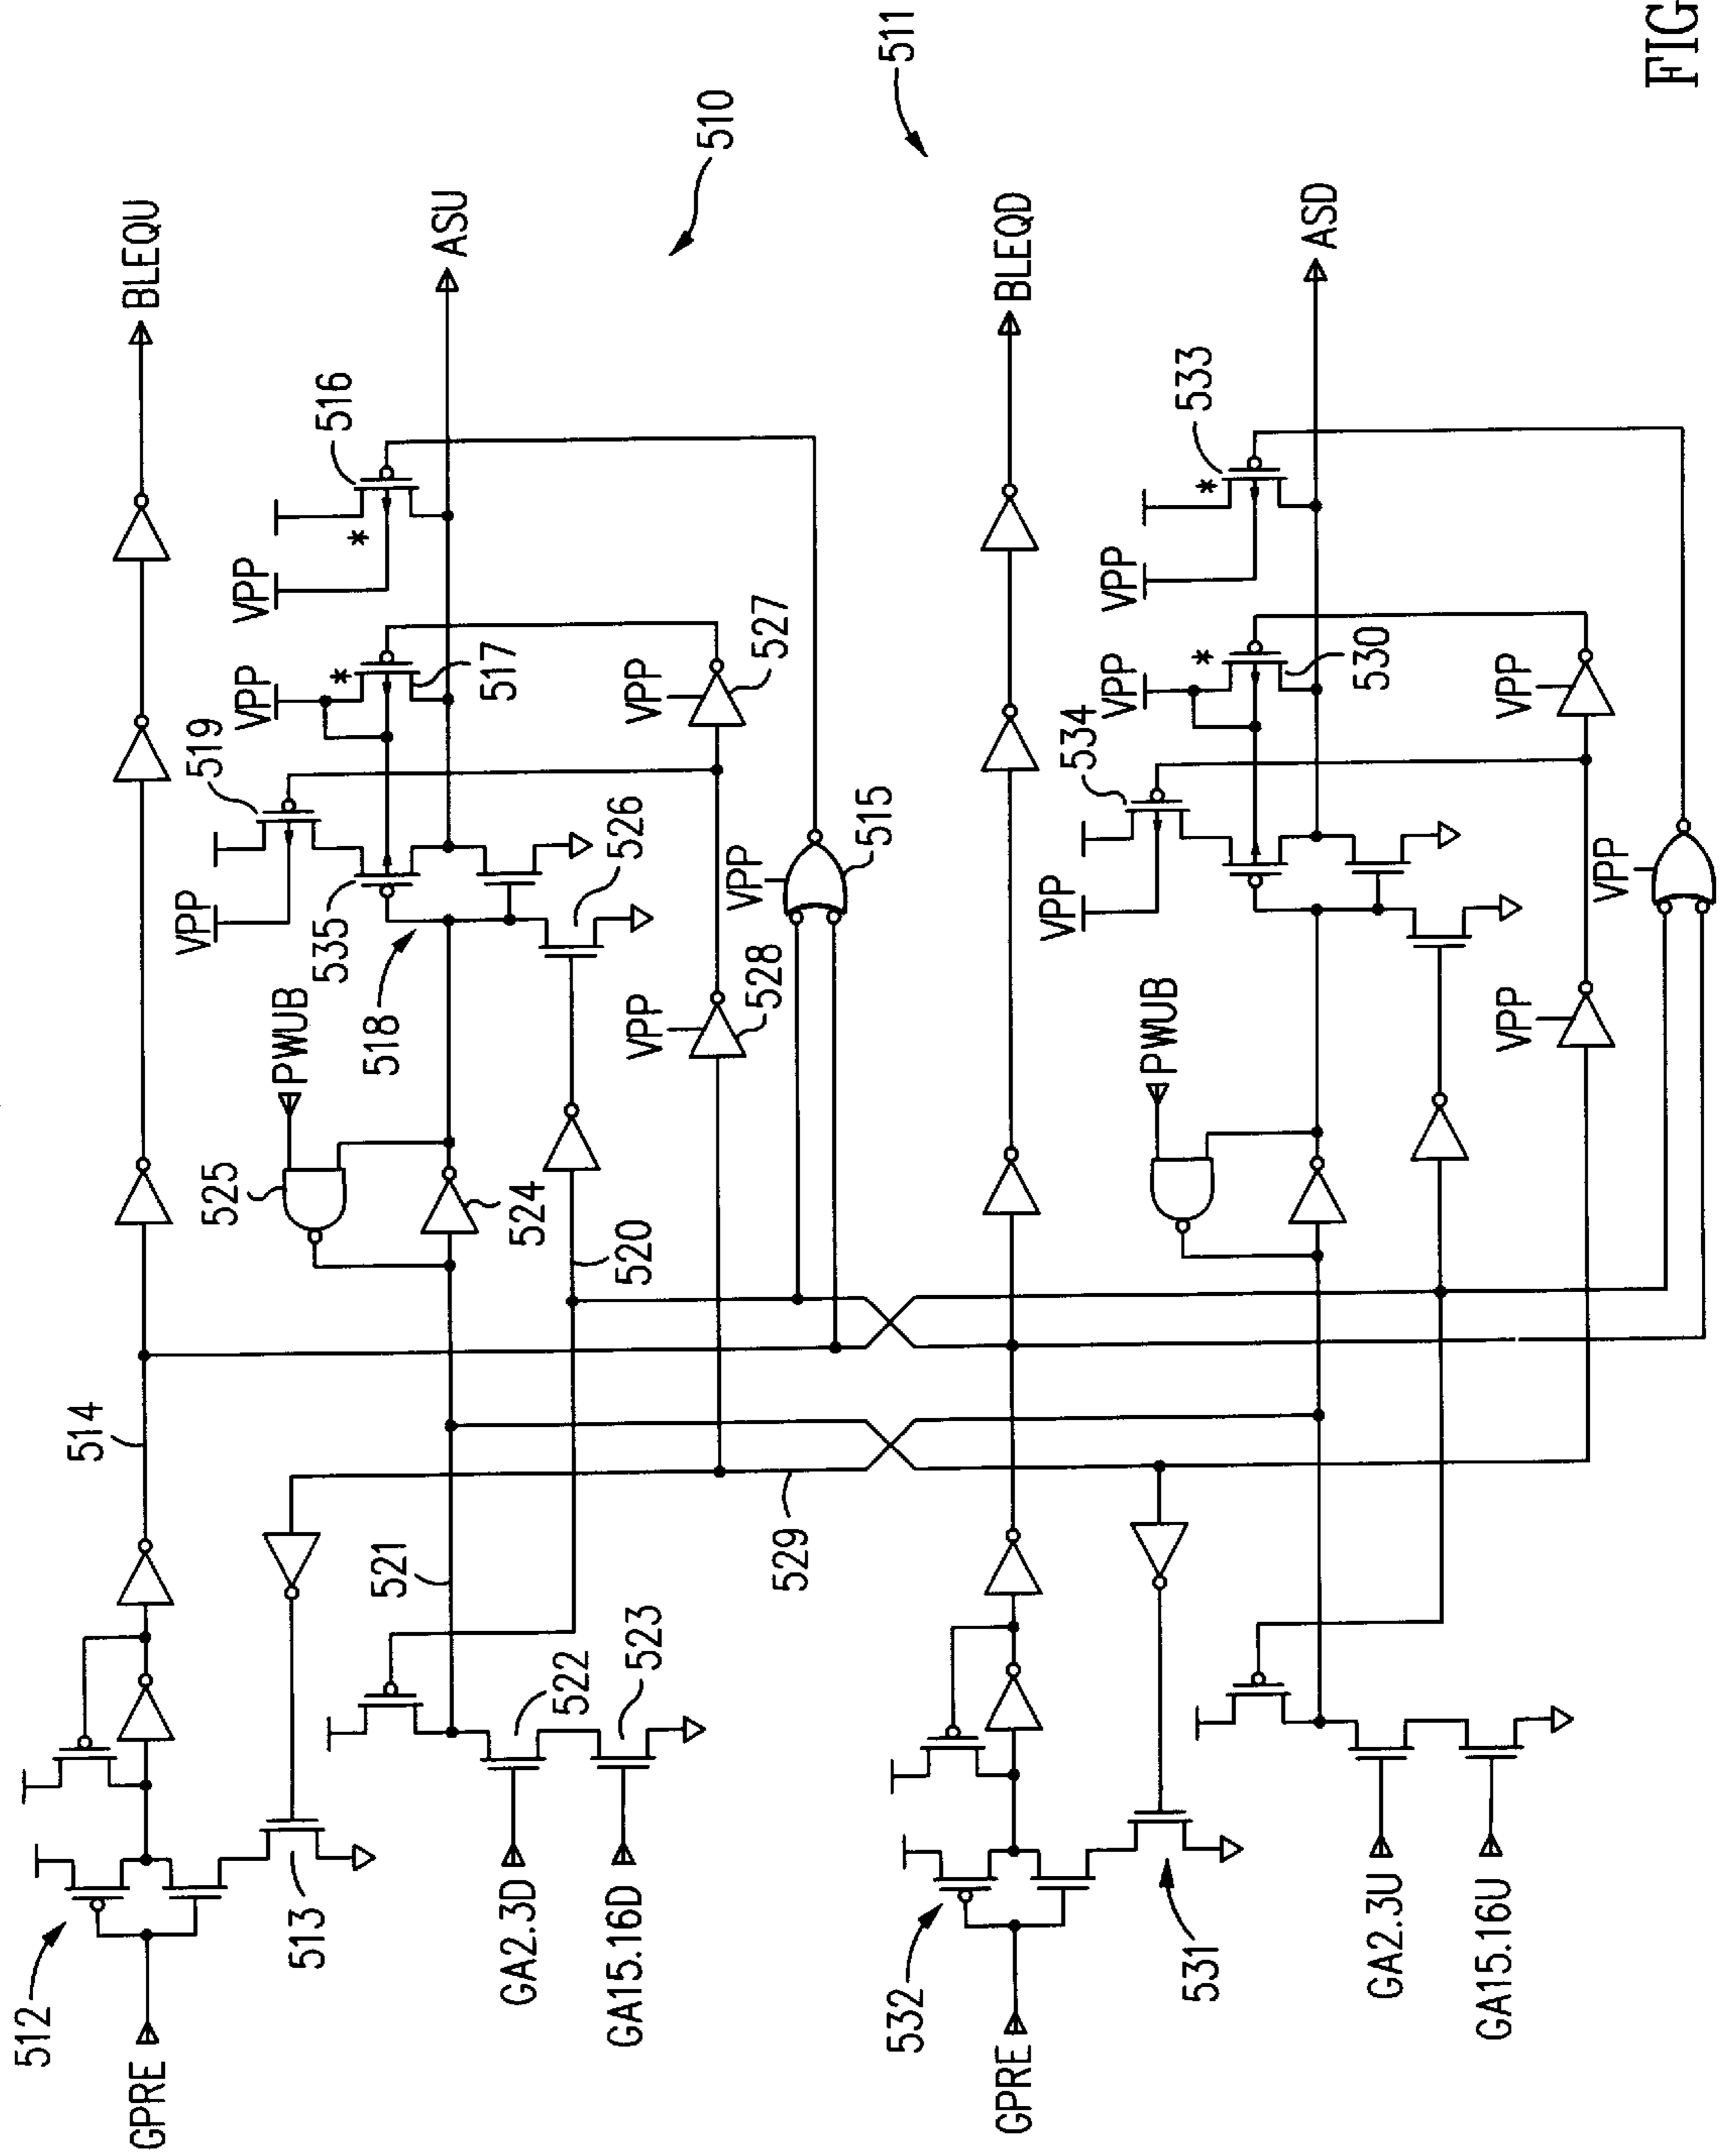 FIG
511
510
BLEQU
ASU
516
VPP
VPP
517
519
VPP
527
VPP
535
518
526
VPP
515
VPP
528
PWUB
525
524
520
514
521
529
522
523
512
513
GPRE
GA2.3D
GA15.16D
BLEQD
ASD
533
VPP
VPP
530
534
VPP
VPP
VPP
VPP
PWUB
532
531
GPRE
GA2.3U
GA15.16U
*
*
*
*